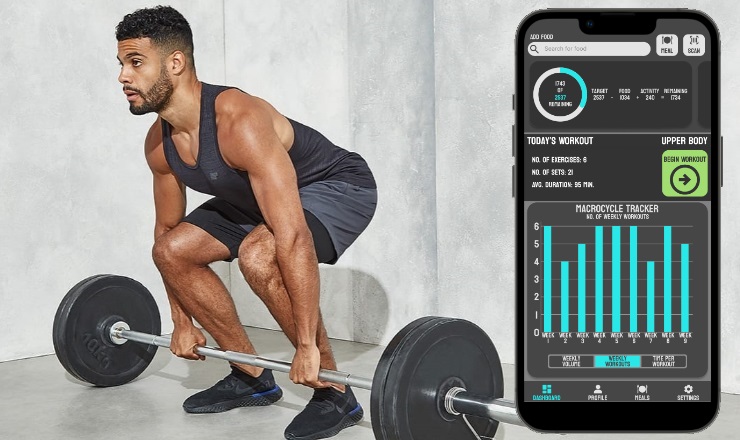 ADD FOOD
Search for food
MEAL
SCAN
1743
OF
2537
REMAINING
TARGET FOOD ACTIVITY REMAINING
2537 - 1034 + 240 = 1724
TODAY'S WORKOUT
UPPER BODY
NO. OF EXERCISES: 6
NO. OF SETS: 21
AVG. DURATION: 95 MIN.
BEGIN WORKOUT
MACROCYCLE TRACKER
NO. OF WEEKLY WORKOUTS
6
5
4
3
2
1
0
WEEK WEEK WEEK WEEK WEEK WEEK WEEK WEEK WEEK
1 2 3 4 5 6 7 8 9
WEEKLY VOLUME
WEEKLY WORKOUTS
TIME PER WORKOUT
DASHBOARD
PROFILE
MEALS
SETTINGS